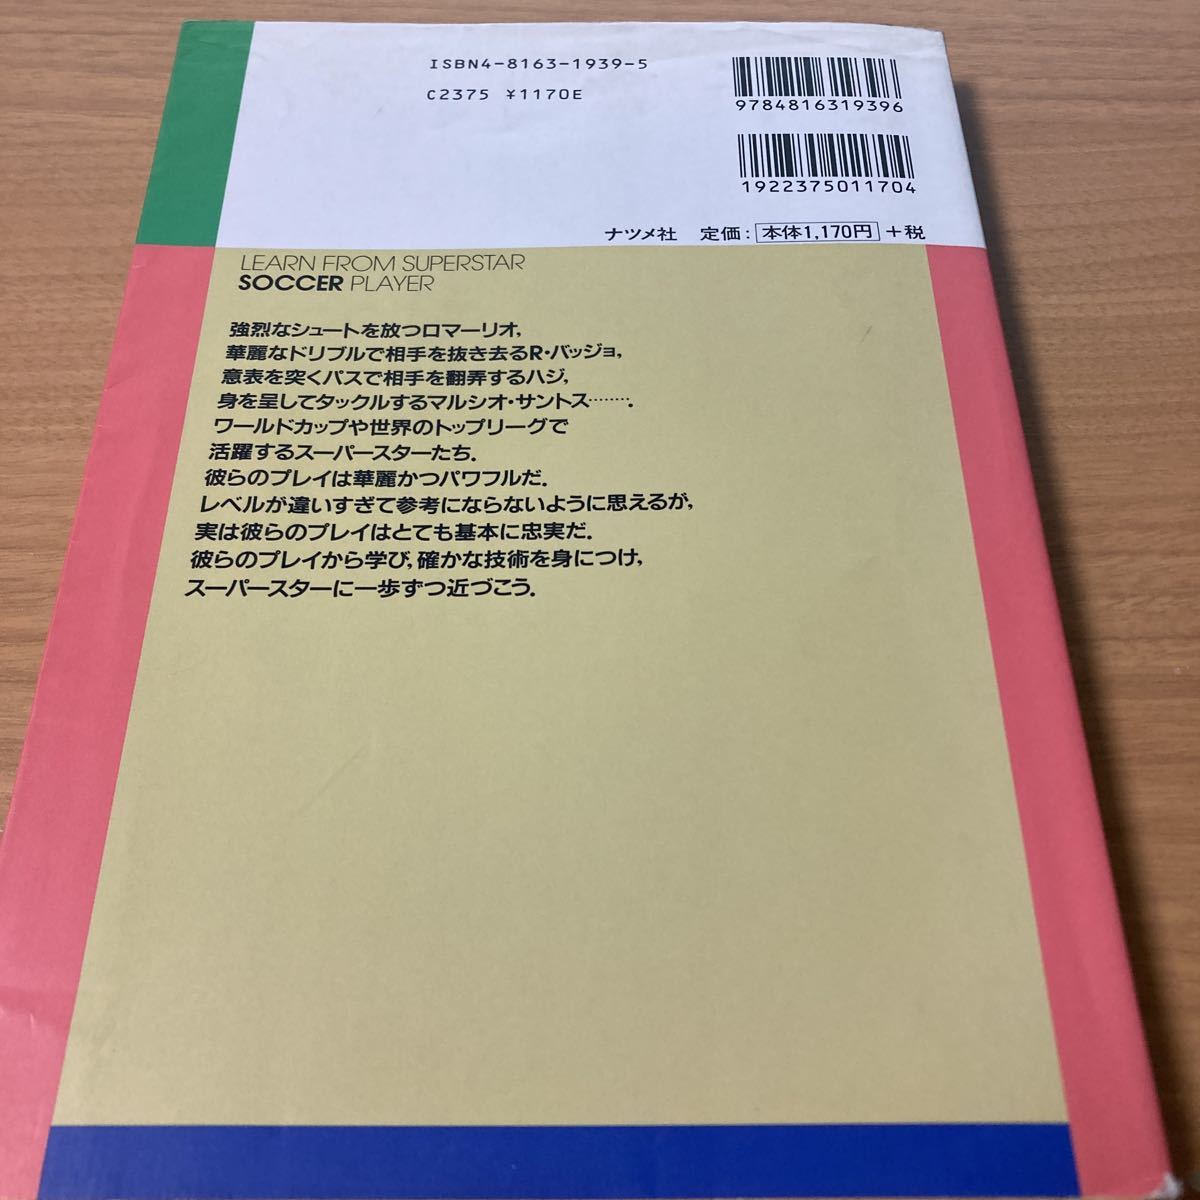 ISBN4-8163-1939-5
C2375 ¥1170E
9784816319396
1922375011704
ナツメ社 定価：本体1,170円＋税
LEARN FROM SUPERSTAR
SOCCER PLAYER
強烈なシュートを放つロマーリオ，
華麗なドリブルで相手を抜き去るR・バッジョ，
意表を突くパスで相手を翻弄するハジ，
身を呈してタックルするマルシオ・サントス………．
ワールドカップや世界のトップリーグで
活躍するスーパースターたち．
彼らのプレイは華麗かつパワフルだ．
レベルが違いすぎて参考にならないように思えるが，
実は彼らのプレイはとても基本に忠実だ．
彼らのプレイから学び，確かな技術を身につけ，
スーパースターに一歩ずつ近づこう．